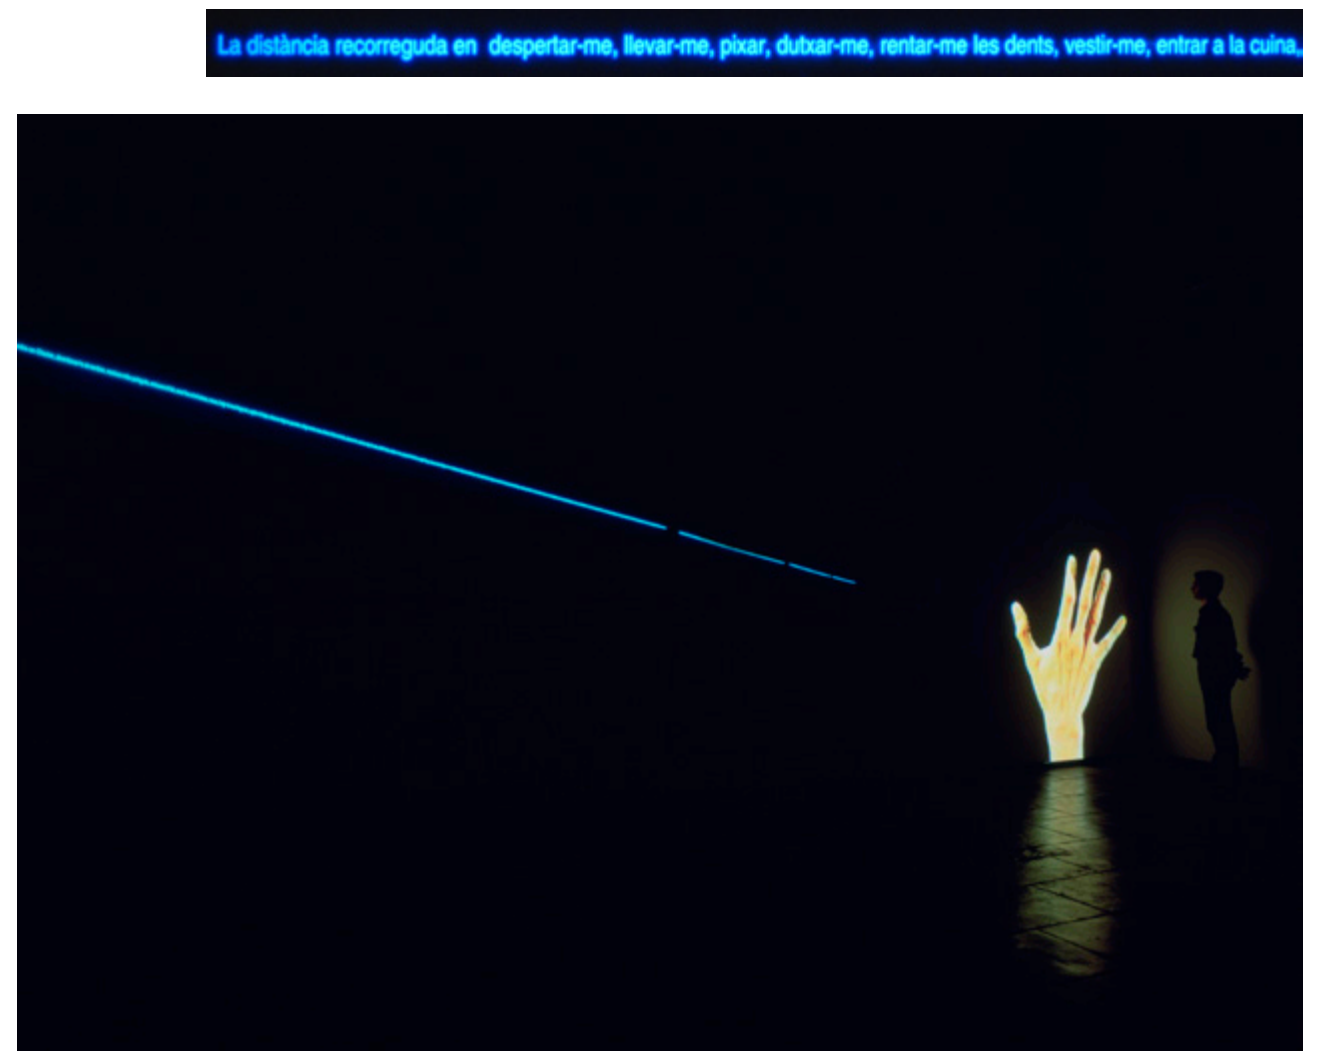 La distància recorreguda en despertar-me, llevar-me, pixar, dutxar-me, rentar-me les dents, vestir-me, entrar a la cuina,